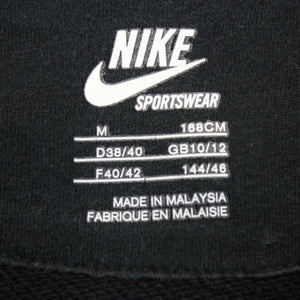 NIKE
SPORTSWEAR
M 168CM
D38/40 GB10/12
F40/42 144/46
MADE IN MALAYSIA
FABRIQUE EN MALAISIE